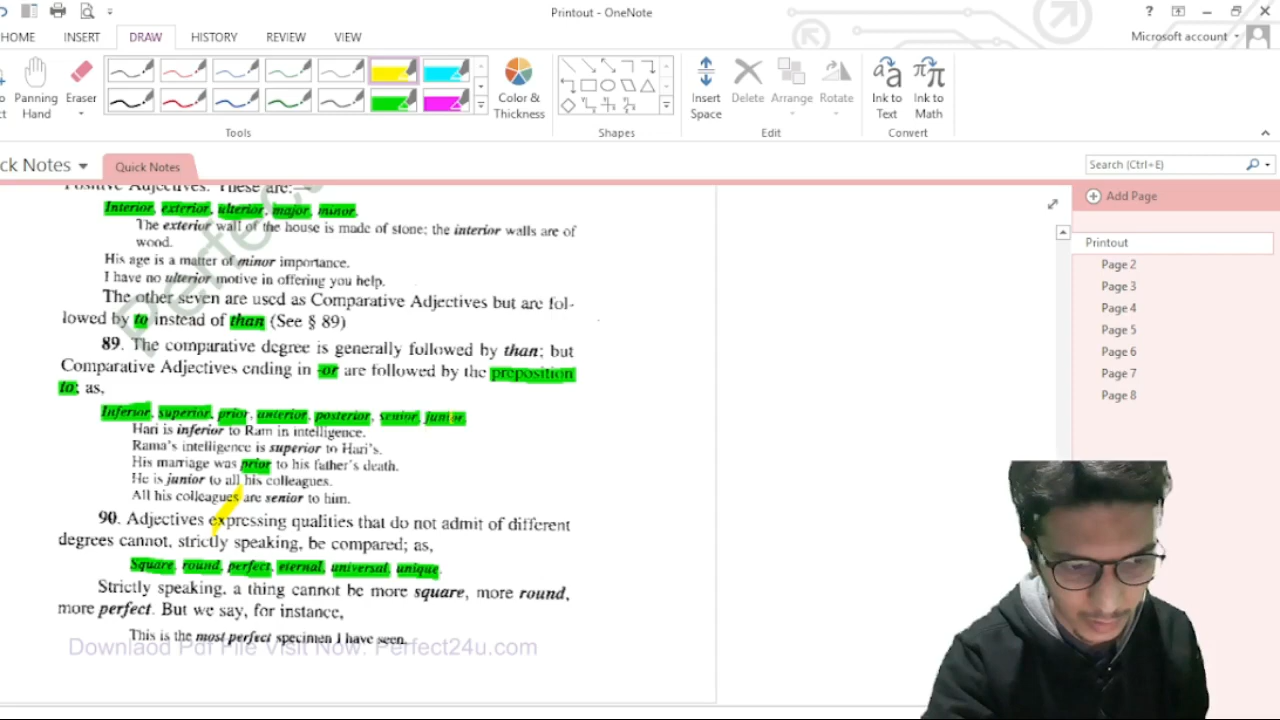 Printout - OneNote
HOME INSERT DRAW HISTORY REVIEW VIEW Microsoft account
Panning Hand
Eraser
Color & Thickness
Insert Space
Delete Arrange Rotate
Ink to Text
Ink to Math
Tools Shapes Edit Convert
ck Notes Quick Notes Search (Ctrl+E)
Add Page
Printout
Page 2
Page 3
Page 4
Page 5
Page 6
Page 7
Page 8
Positive Adjectives. These are:—
Interior, exterior, ulterior, major, minor.
The exterior wall of the house is made of stone; the interior walls are of
wood.
His age is a matter of minor importance.
I have no ulterior motive in offering you help.
The other seven are used as Comparative Adjectives but are fol-
lowed by to instead of than (See § 89)
89. The comparative degree is generally followed by than; but
Comparative Adjectives ending in -or are followed by the preposition
to; as,
Inferior, superior, prior, anterior, posterior, senior, junior.
Hari is inferior to Ram in intelligence.
Rama's intelligence is superior to Hari's.
His marriage was prior to his father's death.
He is junior to all his colleagues.
All his colleagues are senior to him.
90. Adjectives expressing qualities that do not admit of different
degrees cannot, strictly speaking, be compared; as,
Square, round, perfect, eternal, universal, unique.
Strictly speaking, a thing cannot be more square, more round,
more perfect. But we say, for instance,
This is the most perfect specimen I have seen.
Downlaod Pdf File Visit Now: Perfect24u.com